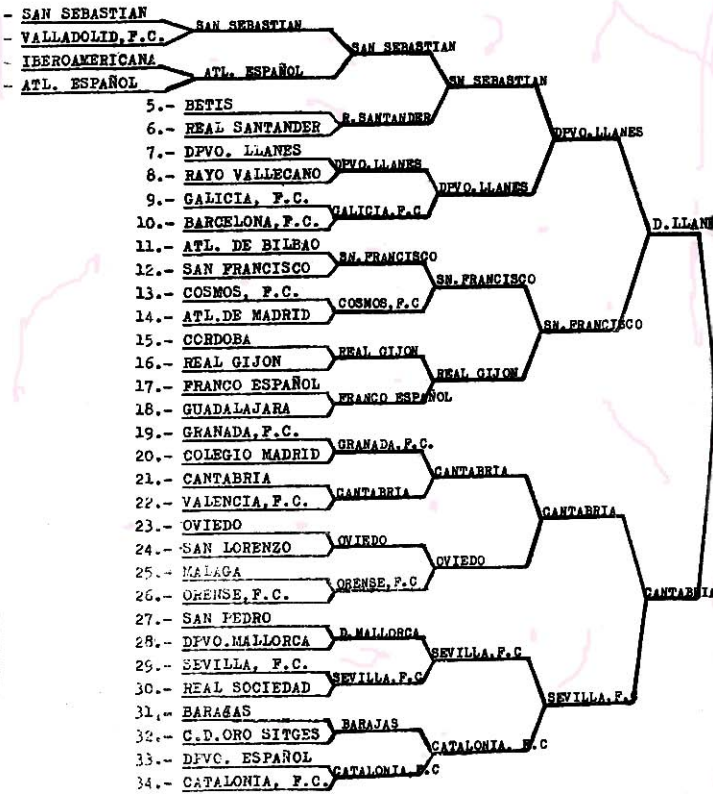 - SAN SEBASTIAN
- VALLADOLID, F.C.
- IBEROAMERICANA
- ATL. ESPAÑOL
5.- BETIS
6.- REAL SANTANDER
7.- DPVO. LLANES
8.- RAYO VALLECANO
9.- GALICIA, F.C.
10.- BARCELONA, F.C.
11.- ATL. DE BILBAO
12.- SAN FRANCISCO
13.- COSMOS, F.C.
14.- ATL.DE MADRID
15.- CORDOBA
16.- REAL GIJON
17.- FRANCO ESPAÑOL
18.- GUADALAJARA
19.- GRANADA, F.C.
20.- COLEGIO MADRID
21.- CANTABRIA
22.- VALENCIA, F.C.
23.- OVIEDO
24.- SAN LORENZO
25.- MALAGA
26.- ORENSE, F.C.
27.- SAN PEDRO
28.- DPVO.MALLORCA
29.- SEVILLA, F.C.
30.- REAL SOCIEDAD
31.- BARAJAS
32.- C.D.ORO SITGES
33.- DPVO. ESPAÑOL
34.- CATALONIA, F.C.
SAN SEBASTIAN
ATL. ESPAÑOL
R.SANTANDER
DPVO.LLANES
GALICIA, F.C
SN.FRANCISCO
COSMOS, F.C
REAL GIJON
FRANCO ESPAÑOL
GRANADA, F.C.
CANTABRIA
OVIEDO
ORENSE, F.C
D.MALLORCA
SEVILLA, F.C
BARAJAS
CATALONIA, F.C
SAN SEBASTIAN
DPVO.LLANES
SN.FRANCISCO
REAL GIJON
CANTABRIA
OVIEDO
SEVILLA, F.C
CATALONIA, F.C
SN SEBASTIAN
DPVO.LLANES
SN.FRANCISCO
CANTABRIA
SEVILLA, F.C
D.LLANE
CANTABRIA